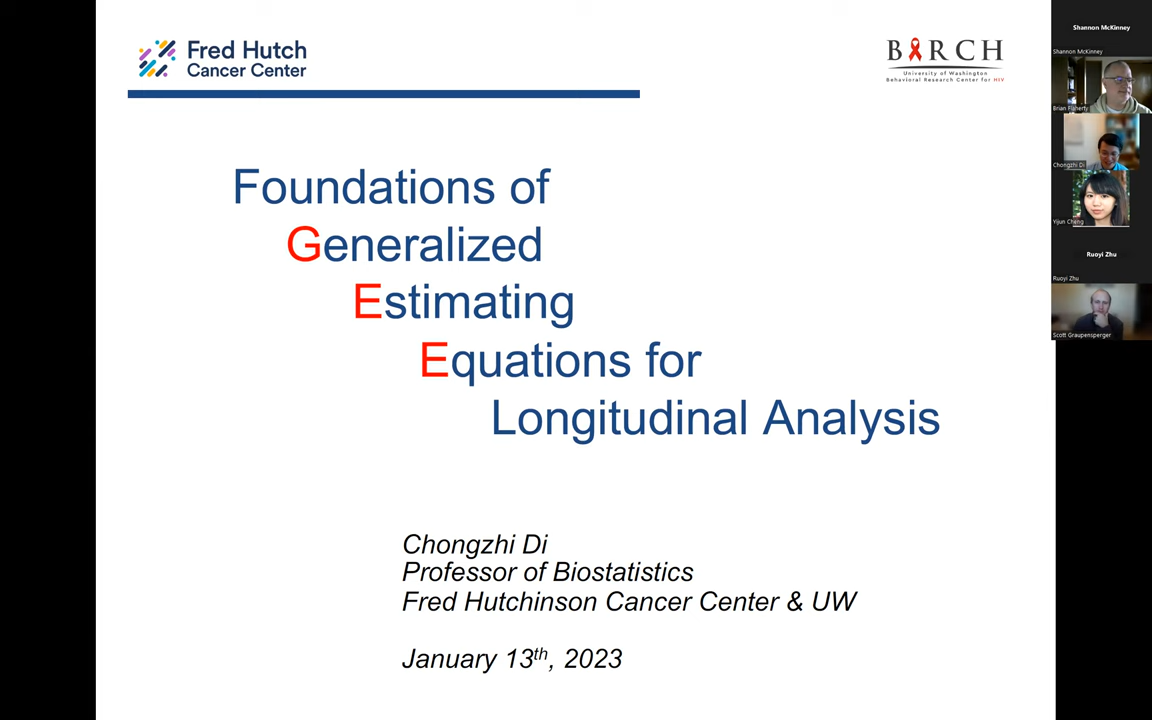 Fred Hutch
Cancer Center
BIRCH
University of Washington
Behavioral Research Center for HIV
Foundations of
Generalized
Estimating
Equations for
Longitudinal Analysis
Chongzhi Di
Professor of Biostatistics
Fred Hutchinson Cancer Center & UW
January 13th, 2023
Shannon McKinney
Shannon McKinney
Brian Flaherty
Chongzhi Di
Yijun Cheng
Ruoyi Zhu
Ruoyi Zhu
Scott Graupensperger